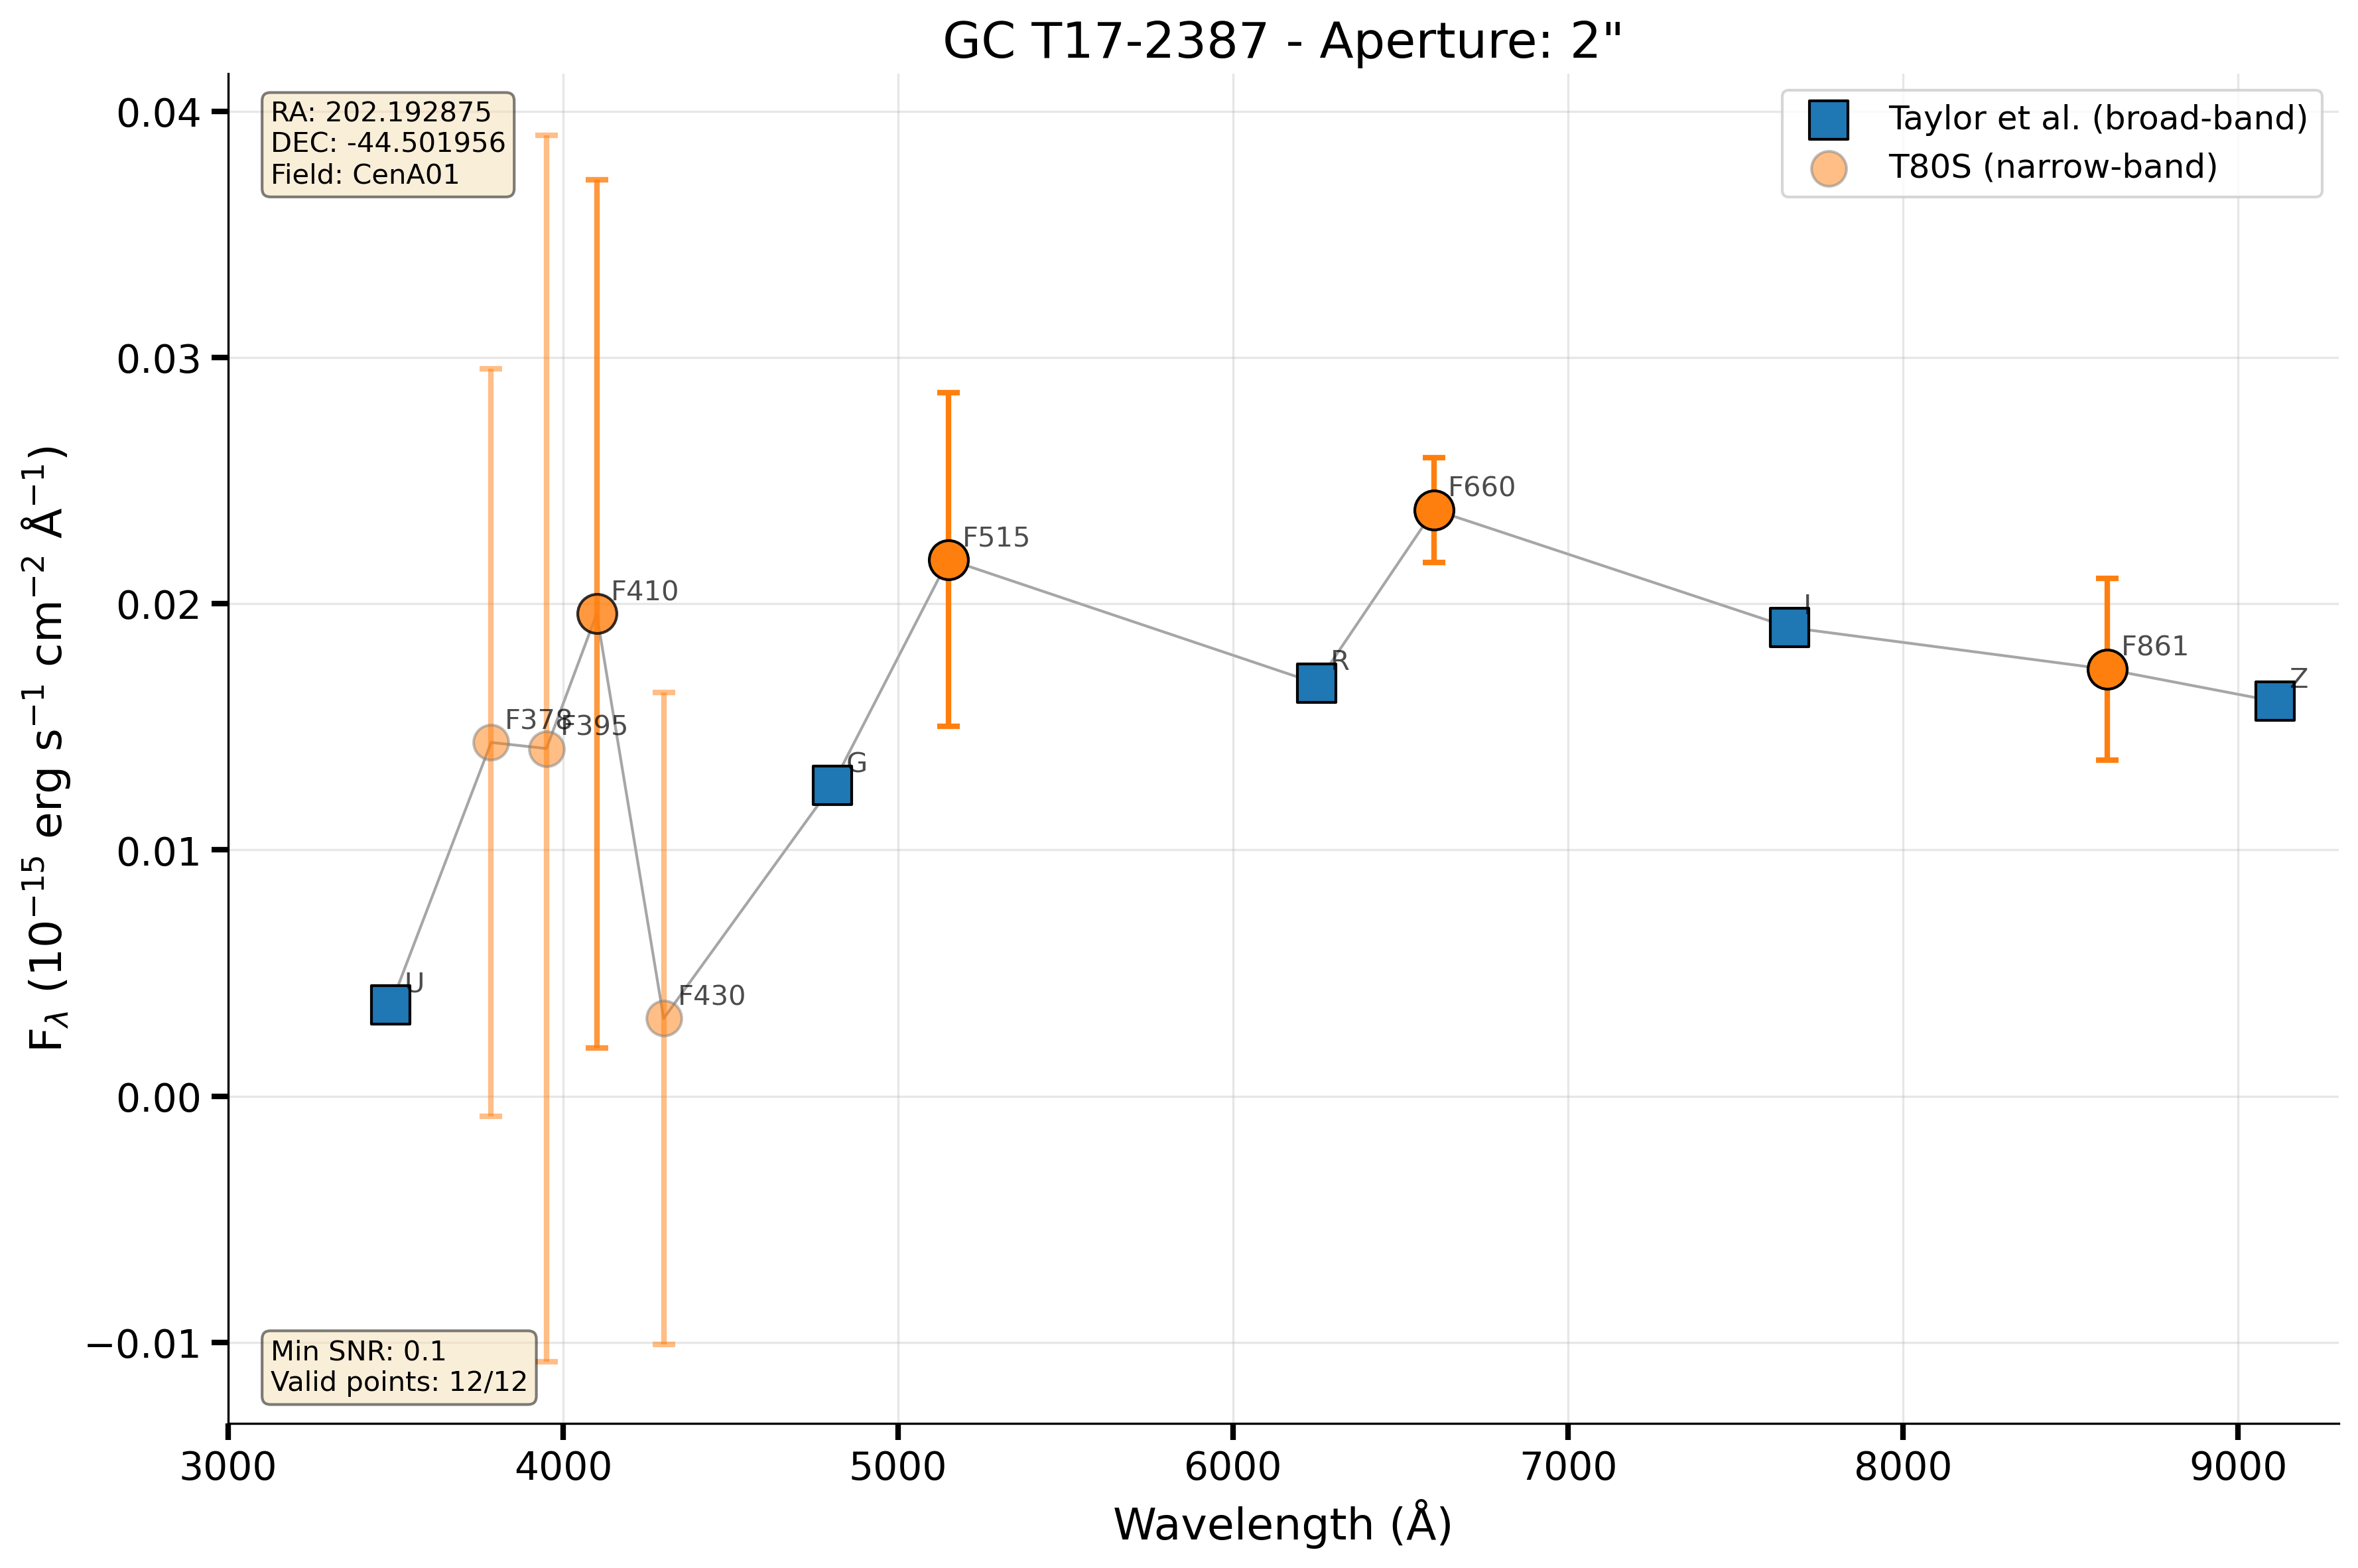 GC T17-2387 - Aperture: 2"
RA: 202.192875
DEC: -44.501956
Field: CenA01
Taylor et al. (broad-band)
T80S (narrow-band)
0.04
0.03
0.02
0.01
0.00
−0.01
F_λ (10⁻¹⁵ erg s⁻¹ cm⁻² Å⁻¹)
U
F378
F395
F410
F430
G
F515
R
F660
I
F861
Z
Min SNR: 0.1
Valid points: 12/12
3000 4000 5000 6000 7000 8000 9000
Wavelength (Å)